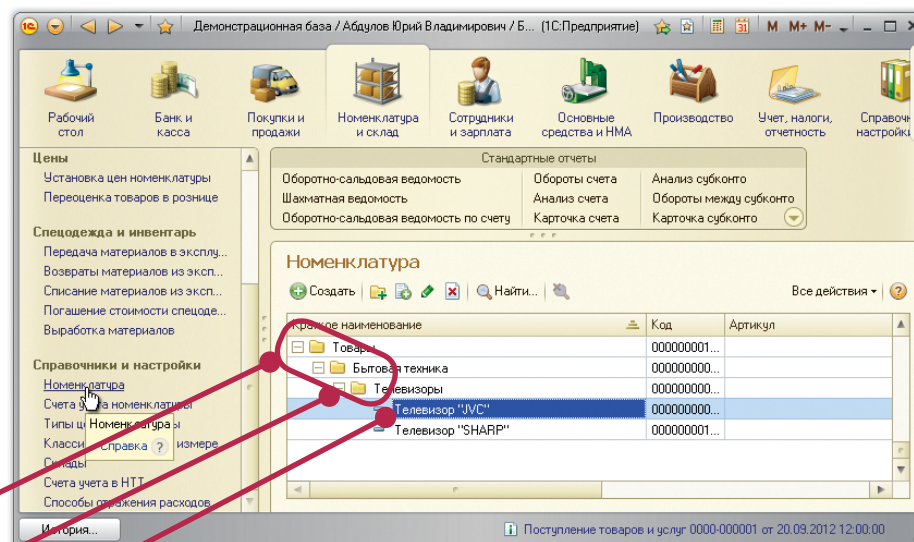 Демонстрационная база / Абдулов Юрий Владимирович / Б... (1С:Предприятие)
M M+ M-
Рабочий стол
Банк и касса
Покупки и продажи
Номенклатура и склад
Сотрудники и зарплата
Основные средства и НМА
Производство
Учет, налоги, отчетность
Цены
Установка цен номенклатуры
Переоценка товаров в рознице
Спецодежда и инвентарь
Передача материалов в эксплу...
Возвраты материалов из эксп...
Списание материалов из эксп...
Погашение стоимости спецоде...
Выработка материалов
Справочники и настройки
Номенклатура
Счета учета номенклатуры
Типы ц
Номенклатура
Справка ?
Класси
измере...
Склады
Счета учета в НТТ
Способы отражения расходов
История...
Стандартные отчеты
Оборотно-сальдовая ведомость
Обороты счета
Анализ субконто
Шахматная ведомость
Анализ счета
Обороты между субконто
Оборотно-сальдовая ведомость по счету
Карточка счета
Карточка субконто
Номенклатура
Создать
Найти...
Все действия
?
Краткое наименование
Код
Артикул
Товары
000000001...
Бытовая техника
000000000...
Телевизоры
000000000...
Телевизор "JVC"
000000000...
Телевизор "SHARP"
000000001...
Поступление товаров и услуг 0000-000001 от 20.09.2012 12:00:00